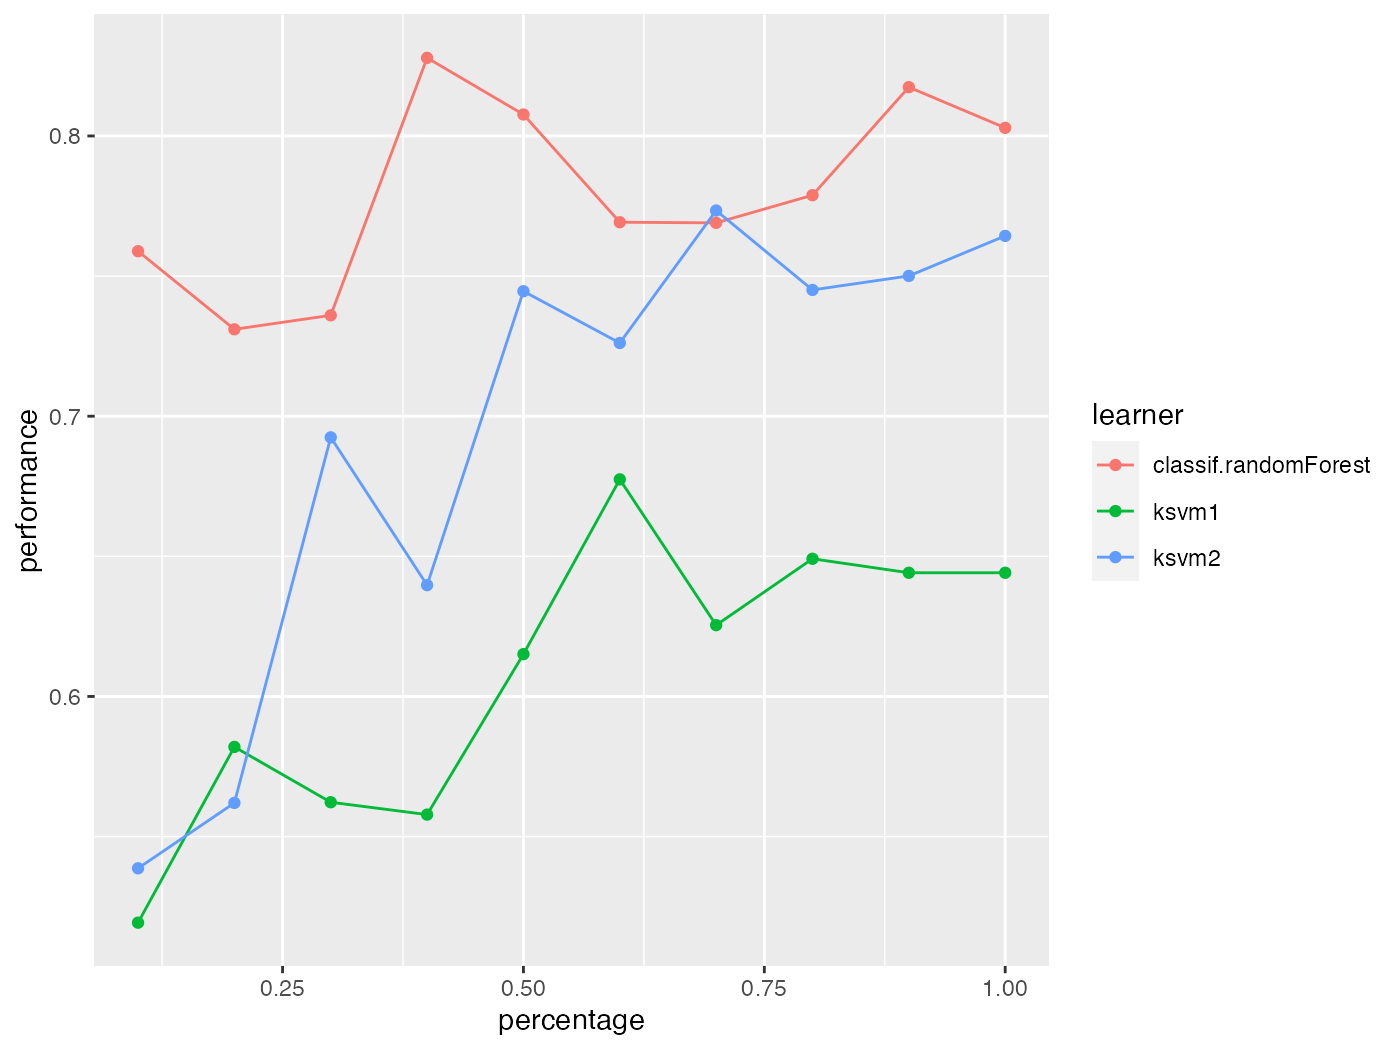 0.8
0.7
0.6
performance
0.25 0.50 0.75 1.00
percentage
learner
classif.randomForest
ksvm1
ksvm2